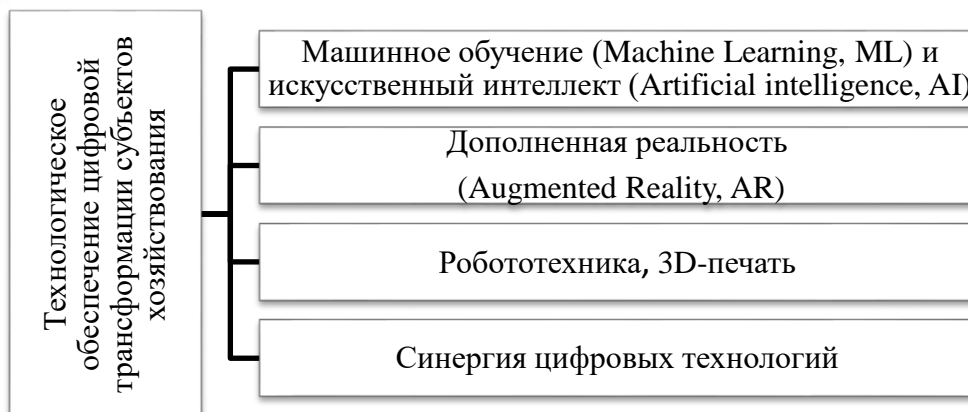 Технологическое
обеспечение цифровой
трансформации субъектов
хозяйствования
Машинное обучение (Machine Learning, ML) и
искусственный интеллект (Artificial intelligence, AI)
Дополненная реальность
(Augmented Reality, AR)
Робототехника, 3D-печать
Синергия цифровых технологий